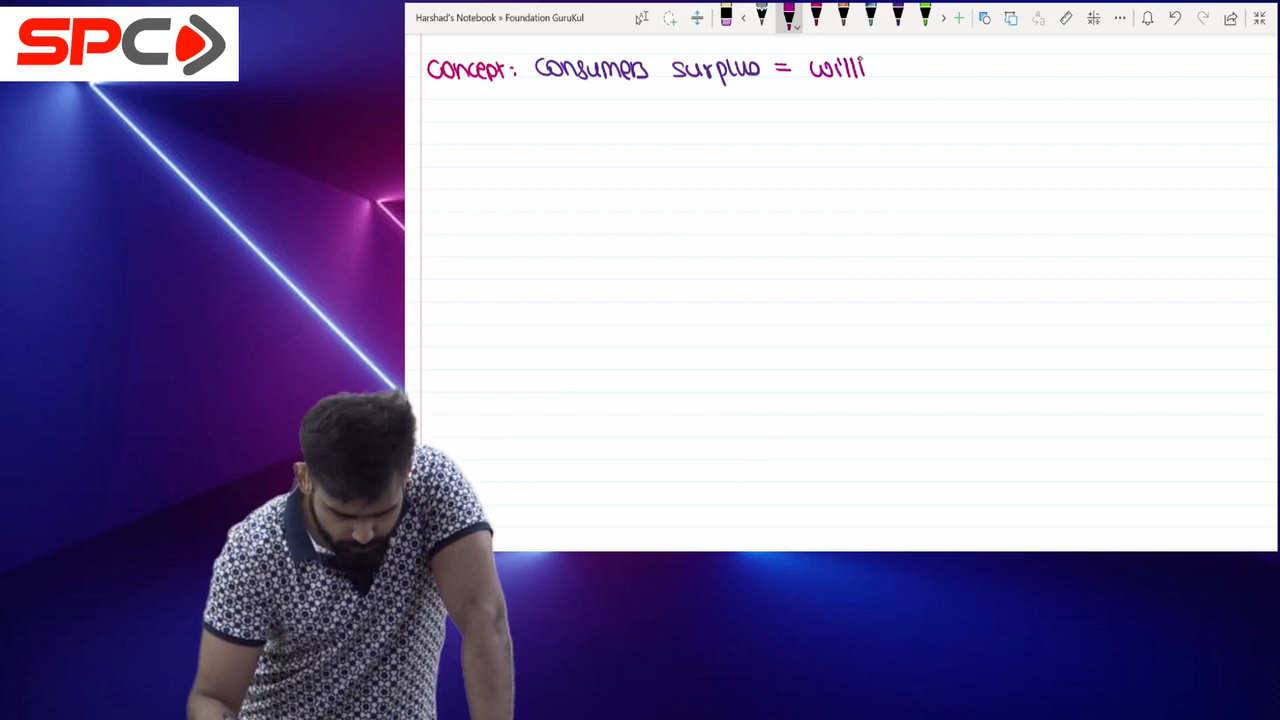 SPC
Harshad's Notebook » Foundation GuruKul
Concept: Consumers surplus = willi